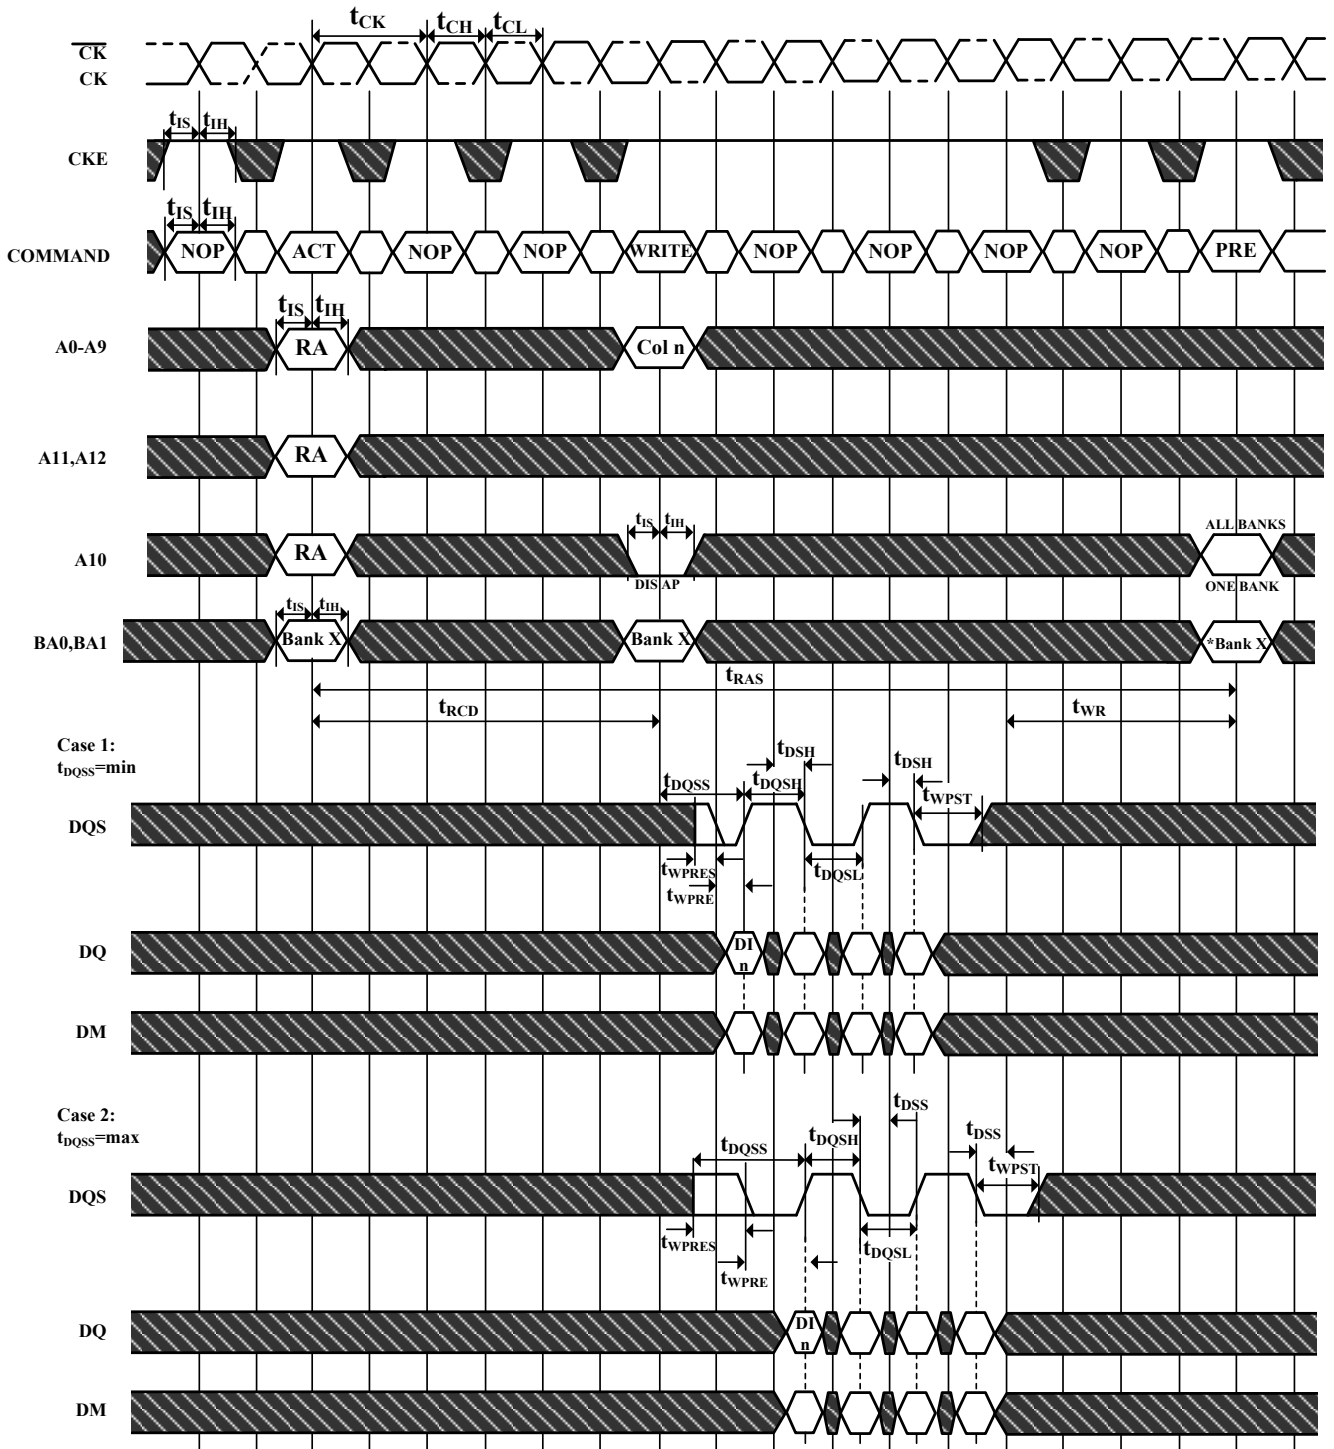 tCK tCH tCL
CK
CK
tIS tIH
CKE
tIS tIH
COMMAND NOP ACT NOP NOP WRITE NOP NOP NOP NOP PRE
tIS tIH
A0-A9 RA Col n
A11,A12 RA
tIS tIH ALL BANKS
A10 RA
DIS AP ONE BANK
tIS tIH
BA0,BA1 Bank X Bank X *Bank X
tRAS
tRCD tWR
Case 1:
tDQSS=min
tDSH tDSH
tDQSS tDQSH tWPST
DQS
tWPRES tDQSL
tWPRE
DQ DI
n
DM
Case 2:
tDQSS=max
tDSS
tDQSS tDQSH tDSS
tWPST
DQS
tWPRES tDQSL
tWPRE
DQ DI
n
DM